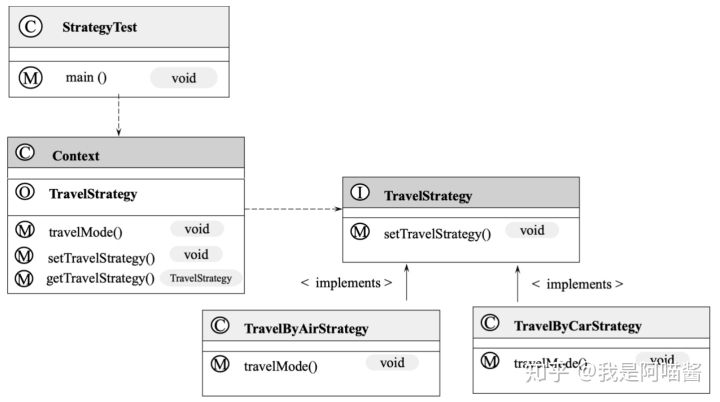 C StrategyTest
M main () void
C Context
O TravelStrategy
M travelMode() void
M setTravelStrategy() void
M getTravelStrategy() TravelStrategy
I TravelStrategy
M setTravelStrategy() void
< implements >
< implements >
C TravelByAirStrategy
M travelMode() void
C TravelByCarStrategy
M travelMode() void
知乎 @我是阿喵酱